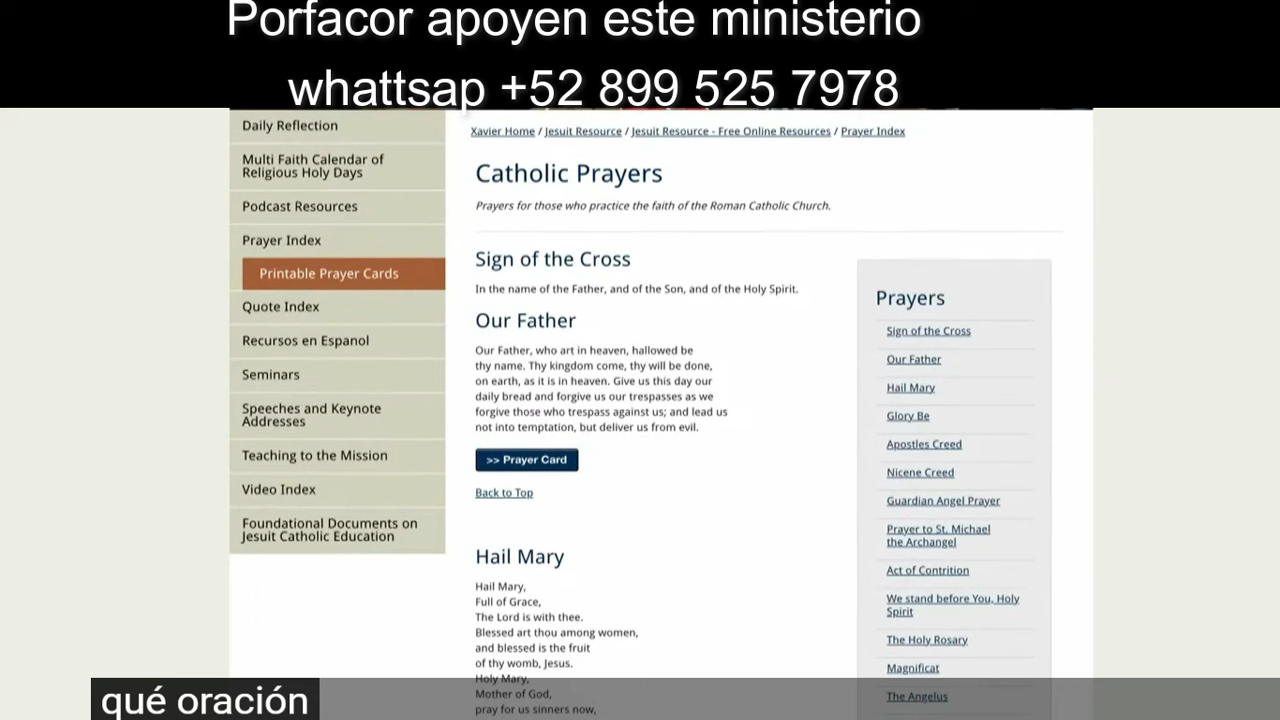 Porfacor apoyen este ministerio
whattsap +52 899 525 7978
Daily Reflection
Multi Faith Calendar of
Religious Holy Days
Podcast Resources
Prayer Index
Printable Prayer Cards
Quote Index
Recursos en Espanol
Seminars
Speeches and Keynote
Addresses
Teaching to the Mission
Video Index
Foundational Documents on
Jesuit Catholic Education
Xavier Home / Jesuit Resource / Jesuit Resource - Free Online Resources / Prayer Index
Catholic Prayers
Prayers for those who practice the faith of the Roman Catholic Church.
Sign of the Cross
In the name of the Father, and of the Son, and of the Holy Spirit.
Our Father
Our Father, who art in heaven, hallowed be
thy name. Thy kingdom come, thy will be done,
on earth, as it is in heaven. Give us this day our
daily bread and forgive us our trespasses as we
forgive those who trespass against us; and lead us
not into temptation, but deliver us from evil.
>> Prayer Card
Back to Top
Hail Mary
Hail Mary,
Full of Grace,
The Lord is with thee.
Blessed art thou among women,
and blessed is the fruit
of thy womb, Jesus.
Holy Mary,
Mother of God,
pray for us sinners now,
Prayers
Sign of the Cross
Our Father
Hail Mary
Glory Be
Apostles Creed
Nicene Creed
Guardian Angel Prayer
Prayer to St. Michael
the Archangel
Act of Contrition
We stand before You, Holy
Spirit
The Holy Rosary
Magnificat
The Angelus
qué oración